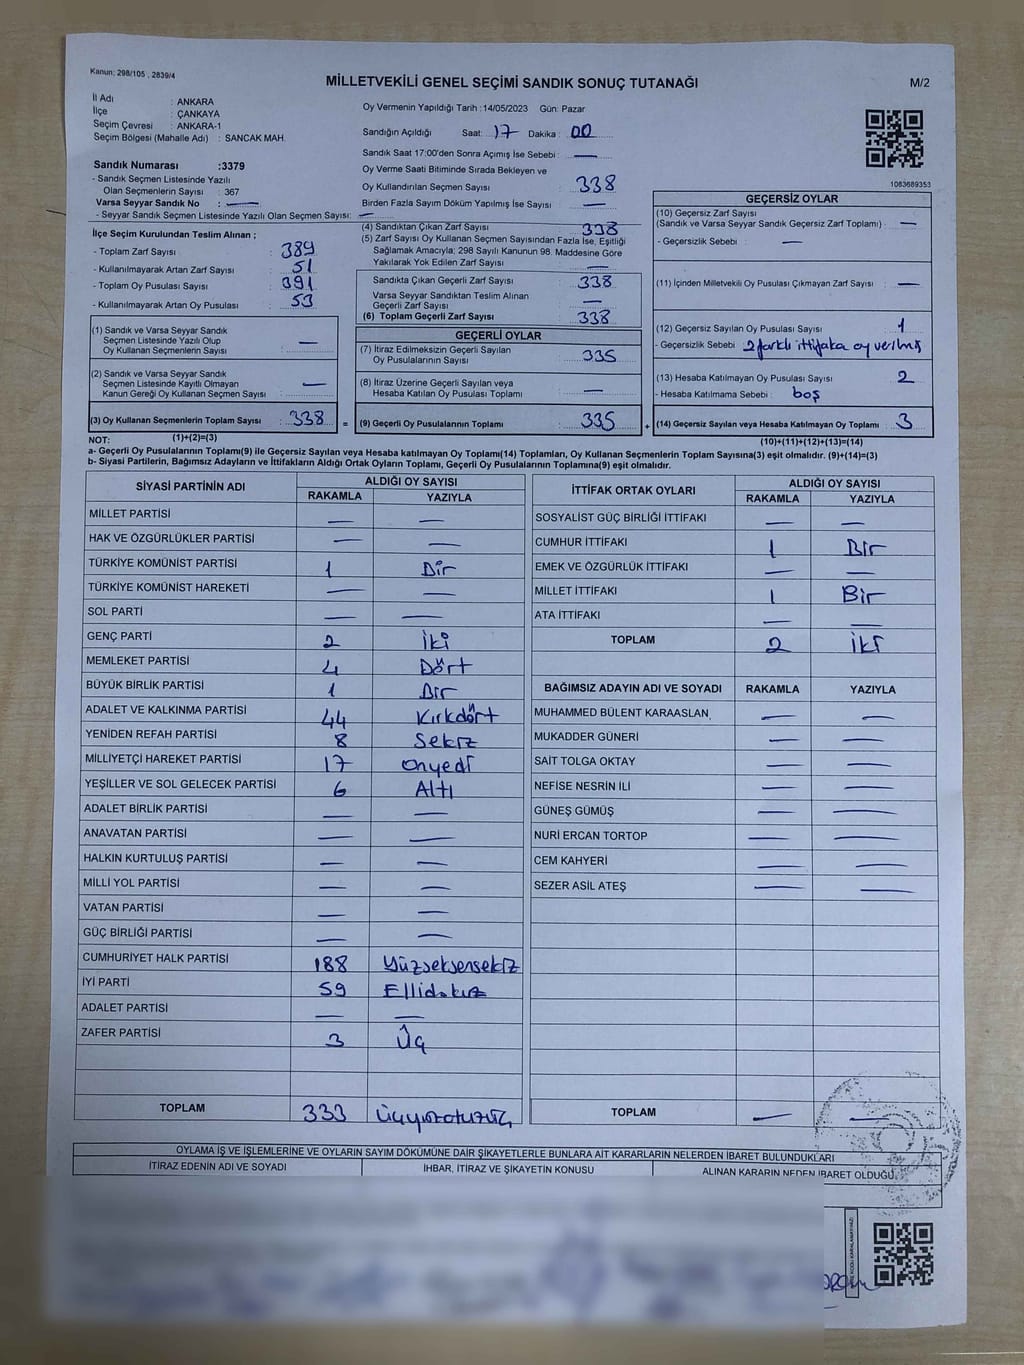 Kanun; 298/105 , 2839/4
MİLLETVEKİLİ GENEL SEÇİMİ SANDIK SONUÇ TUTANAĞI
M/2
İl Adı : ANKARA
İlçe : ÇANKAYA
Seçim Çevresi : ANKARA-1
Seçim Bölgesi (Mahalle Adı) : SANCAK MAH.
Oy Vermenin Yapıldığı Tarih :14/05/2023 Gün: Pazar
Sandığın Açıldığı Saat: 17 Dakika : 00
Sandık Saat 17:00'den Sonra Açımış İse Sebebi : —
Oy Verme Saati Bitiminde Sırada Bekleyen ve
Oy Kullandırılan Seçmen Sayısı : 338
Birden Fazla Sayım Döküm Yapılmış İse Sayısı : —
1083689353
Sandık Numarası :3379
- Sandık Seçmen Listesinde Yazılı
Olan Seçmenlerin Sayısı : 367
Varsa Seyyar Sandık No : —
- Seyyar Sandık Seçmen Listesinde Yazılı Olan Seçmen Sayısı: —
İlçe Seçim Kurulundan Teslim Alınan ;
- Toplam Zarf Sayısı : 389
- Kullanılmayarak Artan Zarf Sayısı : 51
- Toplam Oy Pusulası Sayısı : 391
- Kullanılmayarak Artan Oy Pusulası : 53
(1) Sandık ve Varsa Seyyar Sandık
Seçmen Listesinde Yazılı Olup
Oy Kullanan Seçmenlerin Sayısı : —
(2) Sandık ve Varsa Seyyar Sandık
Seçmen Listesinde Kayıtlı Olmayan
Kanun Gereği Oy Kullanan Seçmen Sayısı : —
(3) Oy Kullanan Seçmenlerin Toplam Sayısı : 338 =
(4) Sandıktan Çıkan Zarf Sayısı : 338
(5) Zarf Sayısı Oy Kullanan Seçmen Sayısından Fazla İse, Eşitliği
Sağlamak Amacıyla; 298 Sayılı Kanunun 98. Maddesine Göre
Yakılarak Yok Edilen Zarf Sayısı : —
Sandıkta Çıkan Geçerli Zarf Sayısı : 338
Varsa Seyyar Sandıktan Teslim Alınan
Geçerli Zarf Sayısı : —
(6) Toplam Geçerli Zarf Sayısı : 338
GEÇERLİ OYLAR
(7) İtiraz Edilmeksizin Geçerli Sayılan
Oy Pusulalarının Sayısı : 335
(8) İtiraz Üzerine Geçerli Sayılan veya
Hesaba Katılan Oy Pusulası Toplamı : —
(9) Geçerli Oy Pusulalarının Toplamı : 335 +
GEÇERSİZ OYLAR
(10) Geçersiz Zarf Sayısı
(Sandık ve Varsa Seyyar Sandık Geçersiz Zarf Toplamı) : —
- Geçersizlik Sebebi : —
(11) İçinden Milletvekili Oy Pusulası Çıkmayan Zarf Sayısı : —
(12) Geçersiz Sayılan Oy Pusulası Sayısı : 1
- Geçersizlik Sebebi : 2 farklı ittifaka oy verilmiş
(13) Hesaba Katılmayan Oy Pusulası Sayısı : 2
- Hesaba Katılmama Sebebi : boş
(14) Geçersiz Sayılan veya Hesaba Katılmayan Oy Toplamı : 3
NOT: (1)+(2)=(3) (10)+(11)+(12)+(13)=(14)
a- Geçerli Oy Pusulalarının Toplamı(9) ile Geçersiz Sayılan veya Hesaba Katılmayan Oy Toplamı(14) Toplamları, Oy Kullanan Seçmenlerin Toplam Sayısına(3) eşit olmalıdır. (9)+(14)=(3)
b- Siyasi Partilerin, Bağımsız Adayların ve İttifakların Aldığı Ortak Oyların Toplamı, Geçerli Oy Pusulalarının Toplamına(9) eşit olmalıdır.
SİYASİ PARTİNİN ADI ALDIĞI OY SAYISI
RAKAMLA YAZIYLA
MİLLET PARTİSİ — —
HAK VE ÖZGÜRLÜKLER PARTİSİ — —
TÜRKİYE KOMÜNİST PARTİSİ 1 Bir
TÜRKİYE KOMÜNİST HAREKETİ — —
SOL PARTİ — —
GENÇ PARTİ 2 İki
MEMLEKET PARTİSİ 4 Dört
BÜYÜK BİRLİK PARTİSİ 1 Bir
ADALET VE KALKINMA PARTİSİ 44 Kırkdört
YENİDEN REFAH PARTİSİ 8 Sekiz
MİLLİYETÇİ HAREKET PARTİSİ 17 Onyedi
YEŞİLLER VE SOL GELECEK PARTİSİ 6 Altı
ADALET BİRLİK PARTİSİ — —
ANAVATAN PARTİSİ — —
HALKIN KURTULUŞ PARTİSİ — —
MİLLİ YOL PARTİSİ — —
VATAN PARTİSİ — —
GÜÇ BİRLİĞİ PARTİSİ — —
CUMHURİYET HALK PARTİSİ 188 Yüzseksensekiz
İYİ PARTİ 59 Ellidokuz
ADALET PARTİSİ — —
ZAFER PARTİSİ 3 Üç
TOPLAM 333 Üçyüzotuzüç
İTTİFAK ORTAK OYLARI ALDIĞI OY SAYISI
RAKAMLA YAZIYLA
SOSYALİST GÜÇ BİRLİĞİ İTTİFAKI — —
CUMHUR İTTİFAKI 1 Bir
EMEK VE ÖZGÜRLÜK İTTİFAKI — —
MİLLET İTTİFAKI 1 Bir
ATA İTTİFAKI — —
TOPLAM 2 İki
BAĞIMSIZ ADAYIN ADI VE SOYADI RAKAMLA YAZIYLA
MUHAMMED BÜLENT KARAASLAN — —
MUKADDER GÜNERİ — —
SAİT TOLGA OKTAY — —
NEFİSE NESRİN İLİ — —
GÜNEŞ GÜMÜŞ — —
NURİ ERCAN TORTOP — —
CEM KAHYERİ — —
SEZER ASİL ATEŞ — —
TOPLAM — —
OYLAMA İŞ VE İŞLEMLERİNE VE OYLARIN SAYIM DÖKÜMÜNE DAİR ŞİKAYETLERLE BUNLARA AİT KARARLARIN NELERDEN İBARET BULUNDUKLARI
İTİRAZ EDENİN ADI VE SOYADI İHBAR, İTİRAZ VE ŞİKAYETİN KONUSU ALINAN KARARIN NEDEN İBARET OLDUĞU